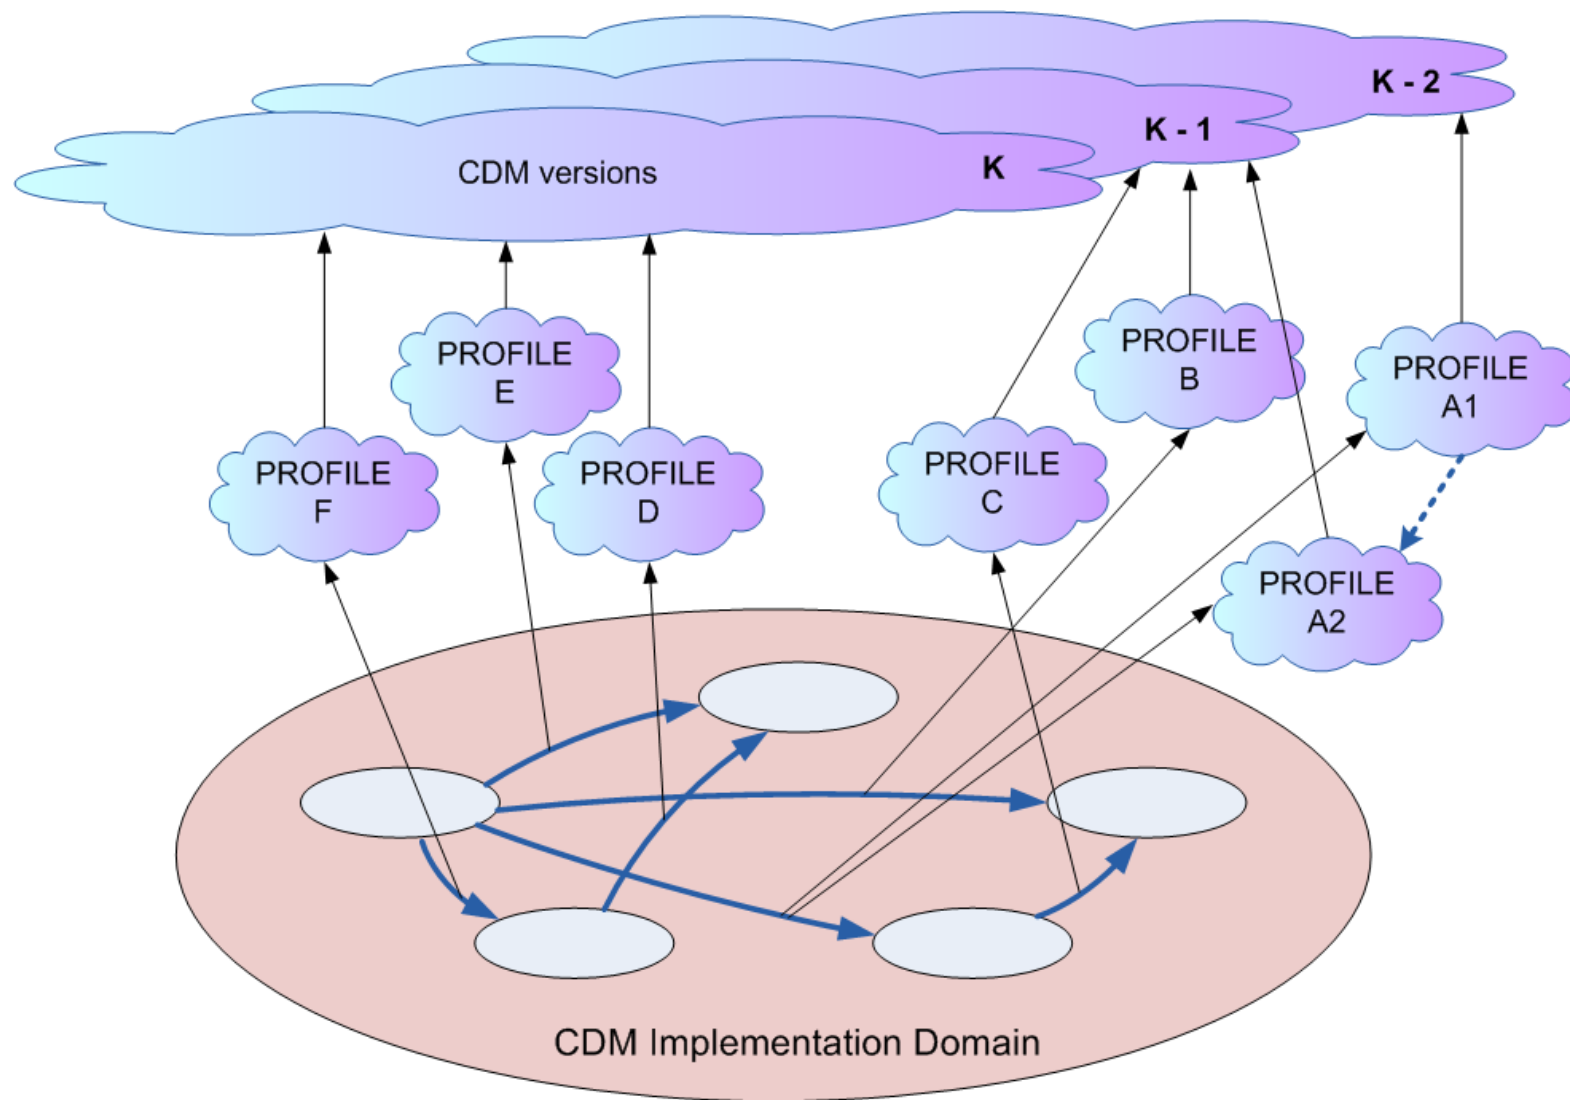 K - 2
K - 1
CDM versions
K
PROFILE
E
PROFILE
B
PROFILE
A1
PROFILE
F
PROFILE
D
PROFILE
C
PROFILE
A2
CDM Implementation Domain